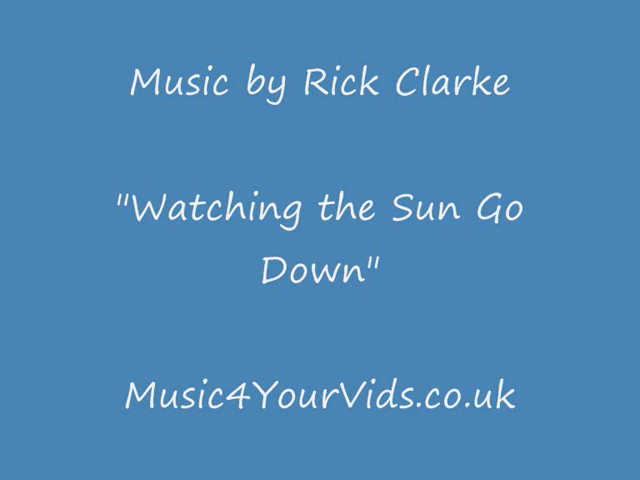 Music by Rick Clarke
"Watching the Sun Go
Down"
Music4YourVids.co.uk